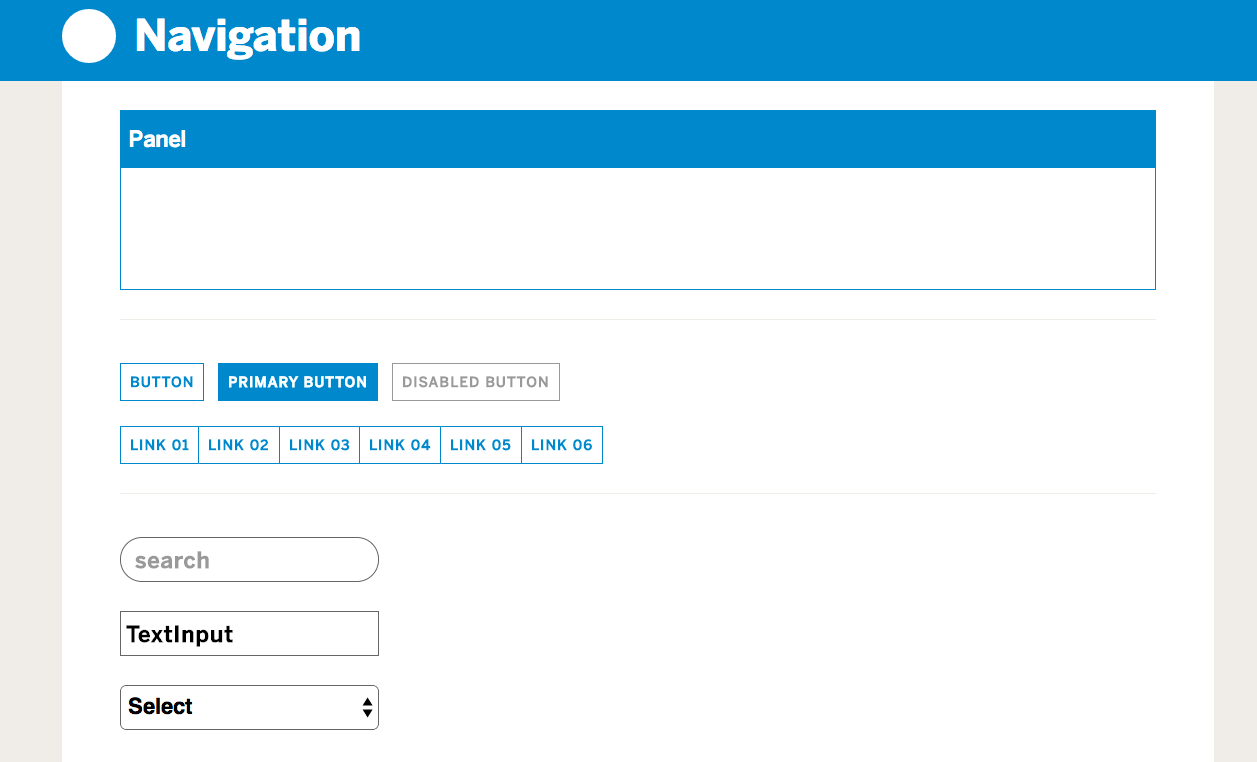 Navigation
Panel
BUTTON PRIMARY BUTTON DISABLED BUTTON
LINK 01 LINK 02 LINK 03 LINK 04 LINK 05 LINK 06
search
TextInput
Select